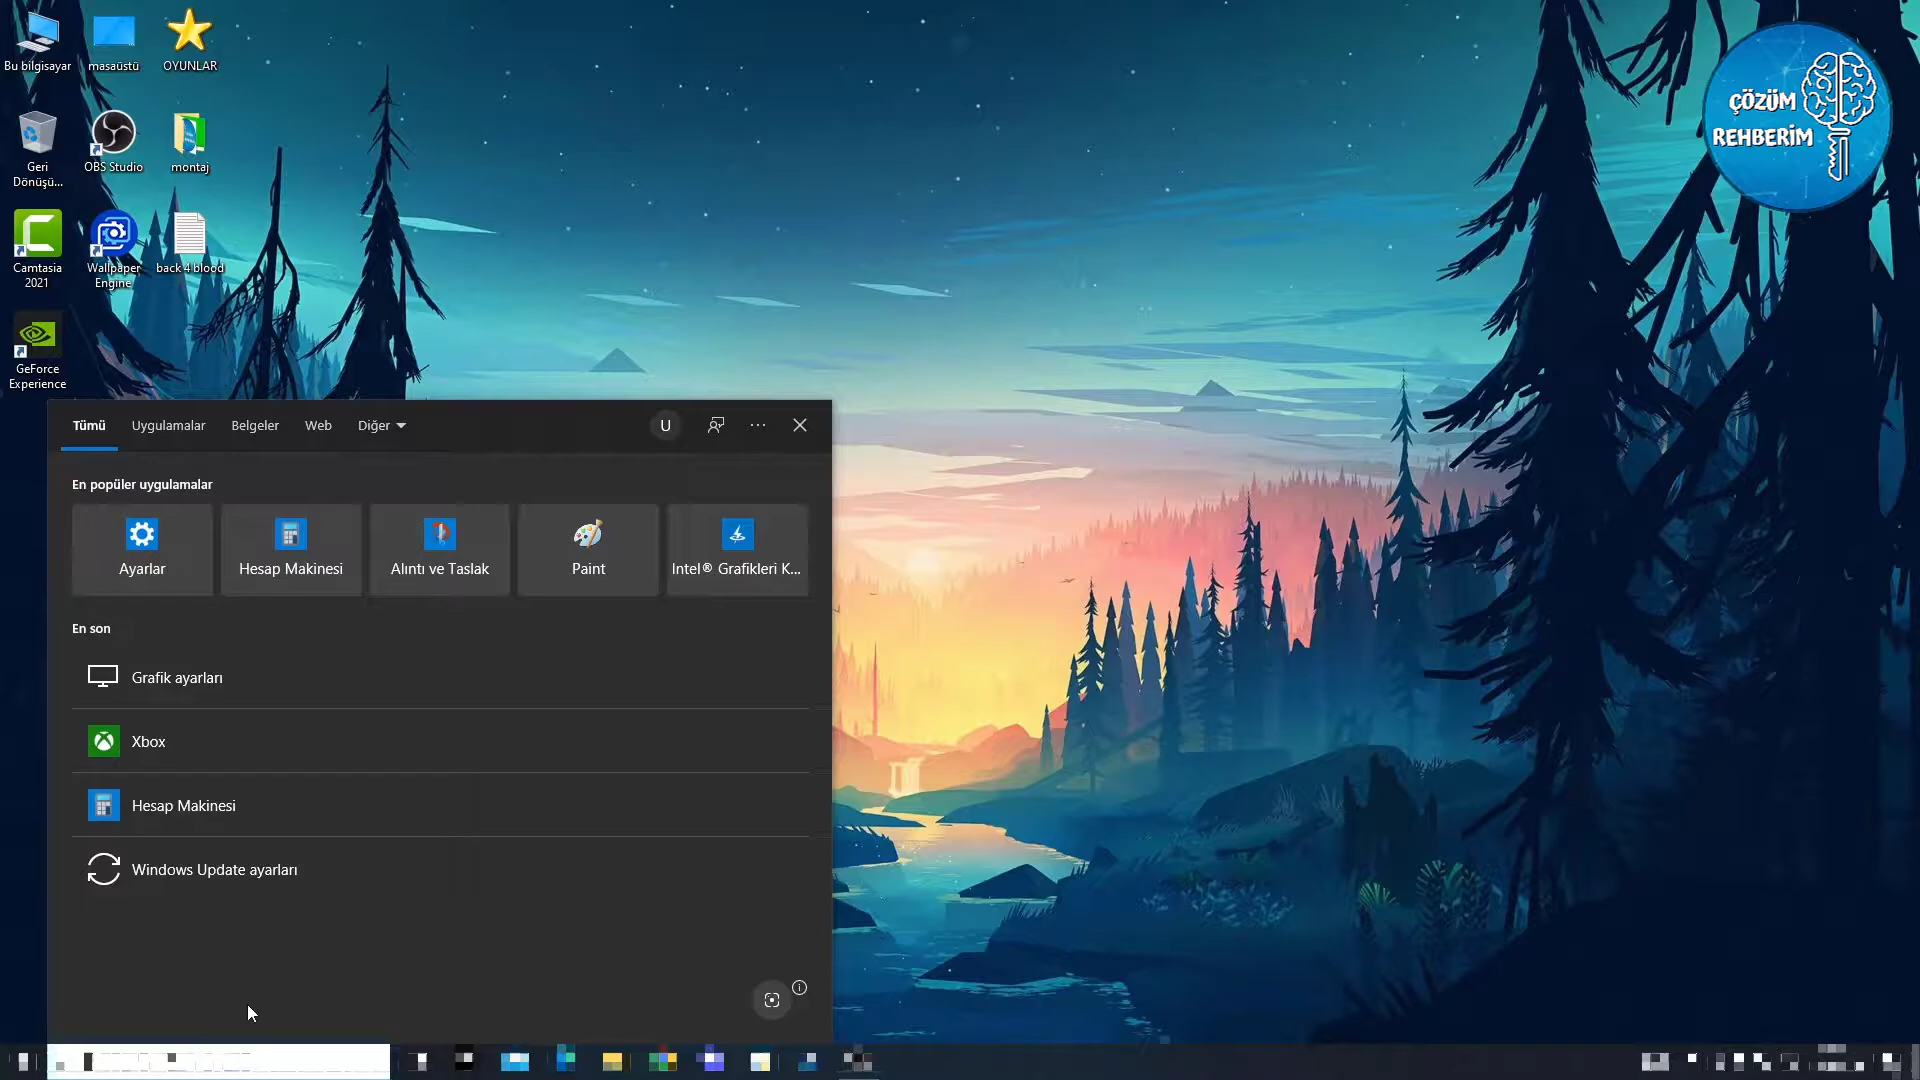 Bu bilgisayar
masaüstü
OYUNLAR
Geri
Dönüşü...
OBS Studio
montaj
Camtasia
2021
Wallpaper
Engine
back 4 blood
GeForce
Experience
ÇÖZÜM
REHBERİM
Tümü
Uygulamalar
Belgeler
Web
Diğer
U
En popüler uygulamalar
Ayarlar
Hesap Makinesi
Alıntı ve Taslak
Paint
Intel® Grafikleri K...
En son
Grafik ayarları
Xbox
Hesap Makinesi
Windows Update ayarları